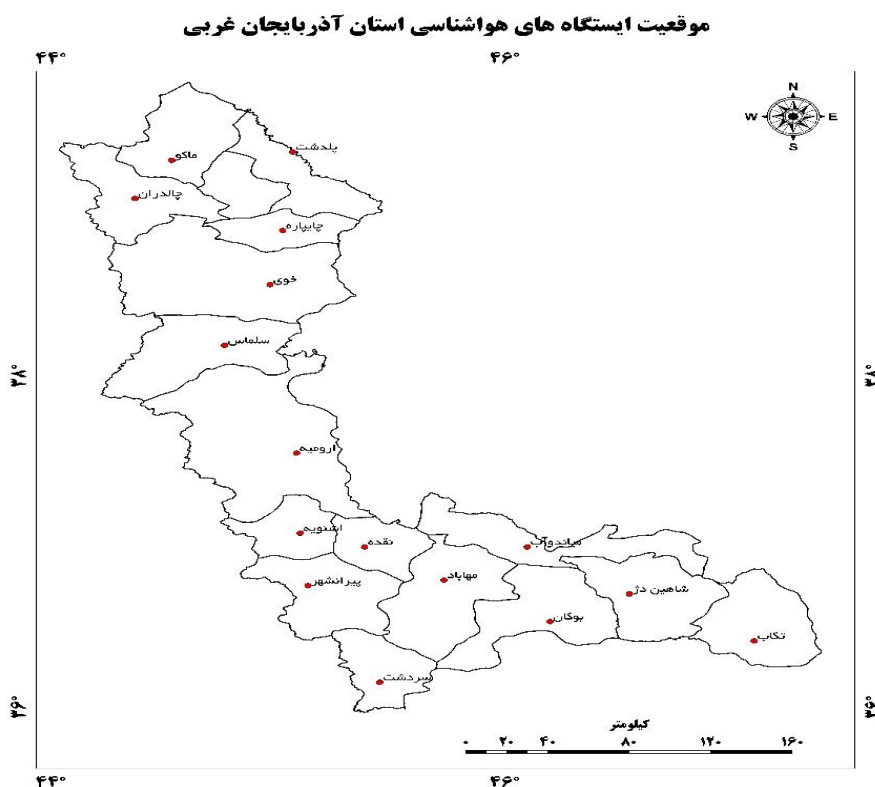 موقعیت ایستگاه های هواشناسی استان آذربایجان غربی
۴۴° ۴۶°
N
W E
S
ماکو
پلدشت
چالدران
چایپاره
خوی
سلماس
۳۸° ۳۸°
ارومیه
اشنویه
نقده
میاندوآب
پیرانشهر
مهاباد
شاهین دژ
بوکان
تکاب
سردشت
۳۶° ۳۶°
کیلومتر
۰ ۲۰ ۴۰ ۸۰ ۱۲۰ ۱۶۰
۴۴° ۴۶°